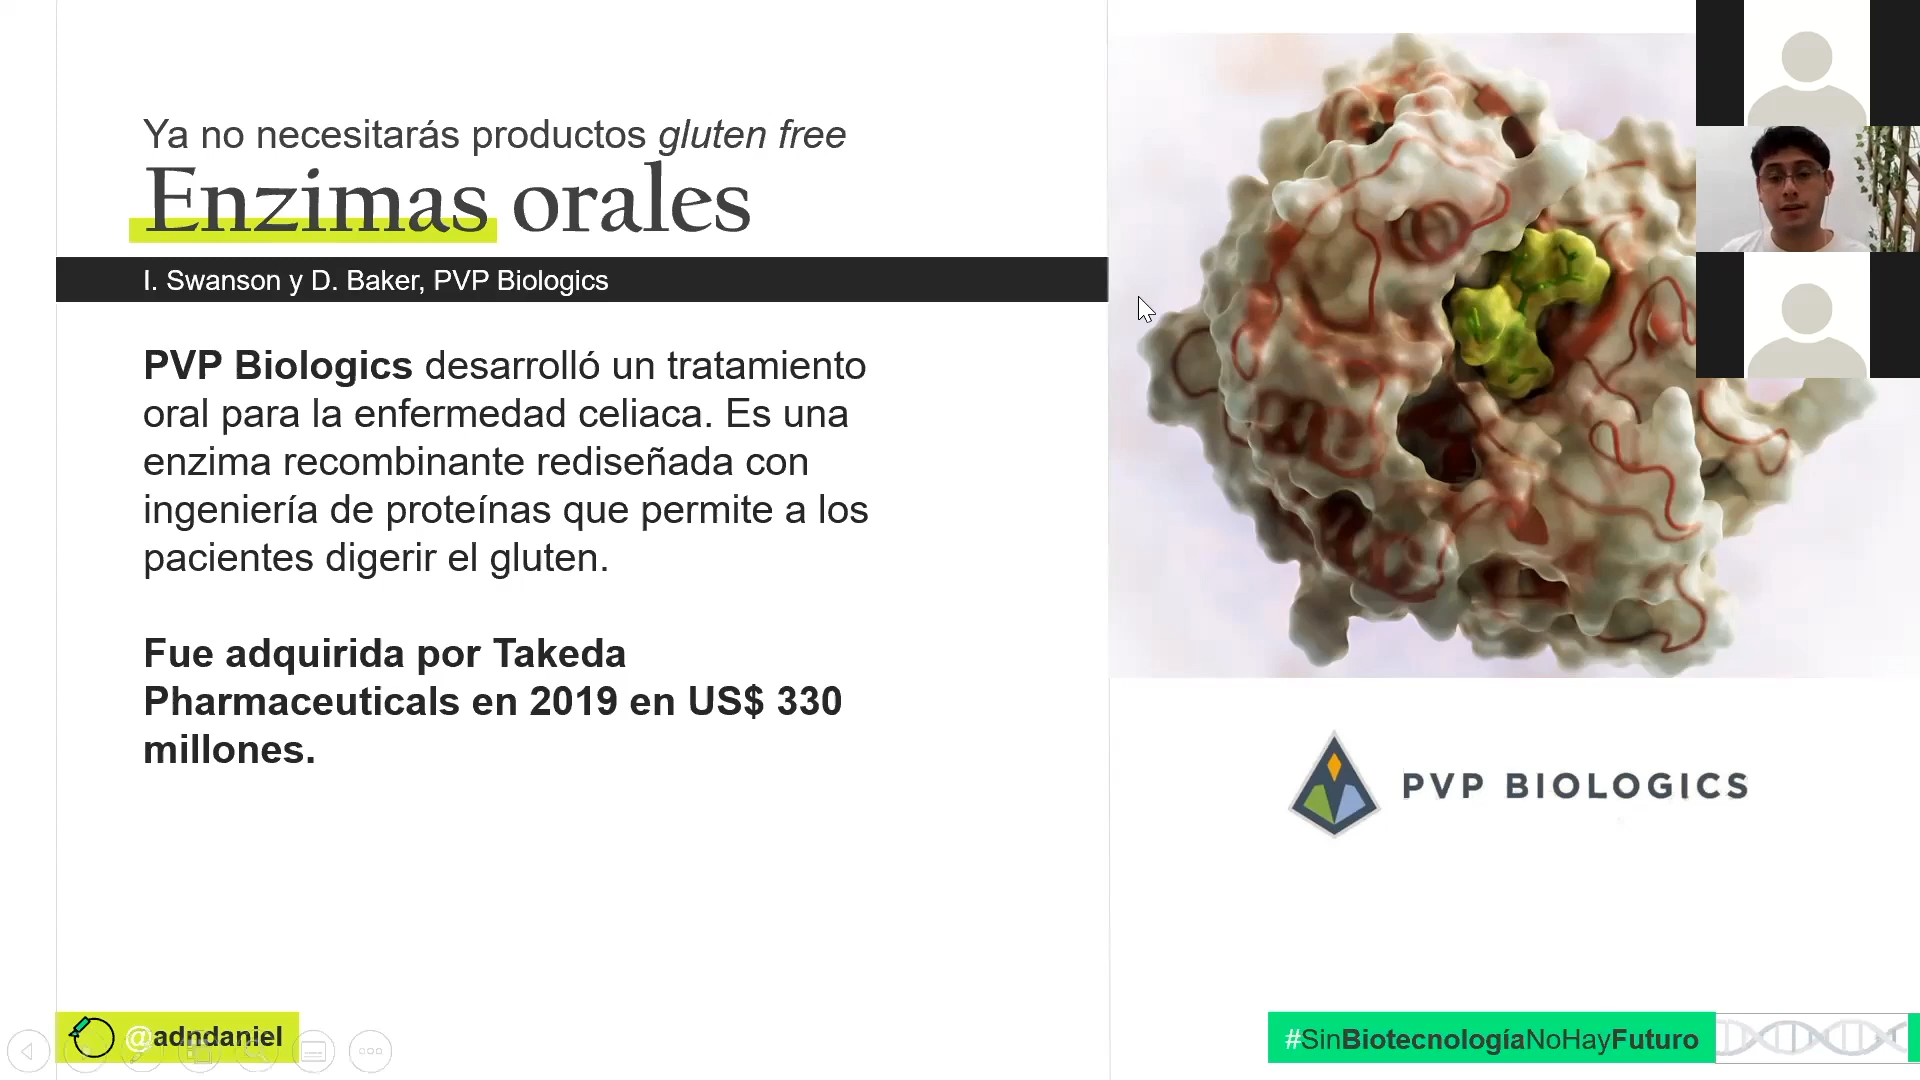 Ya no necesitarás productos gluten free
Enzimas orales
I. Swanson y D. Baker, PVP Biologics
PVP Biologics desarrolló un tratamiento
oral para la enfermedad celiaca. Es una
enzima recombinante rediseñada con
ingeniería de proteínas que permite a los
pacientes digerir el gluten.
Fue adquirida por Takeda
Pharmaceuticals en 2019 en US$ 330
millones.
PVP BIOLOGICS
@adndaniel
#SinBiotecnologíaNoHayFuturo